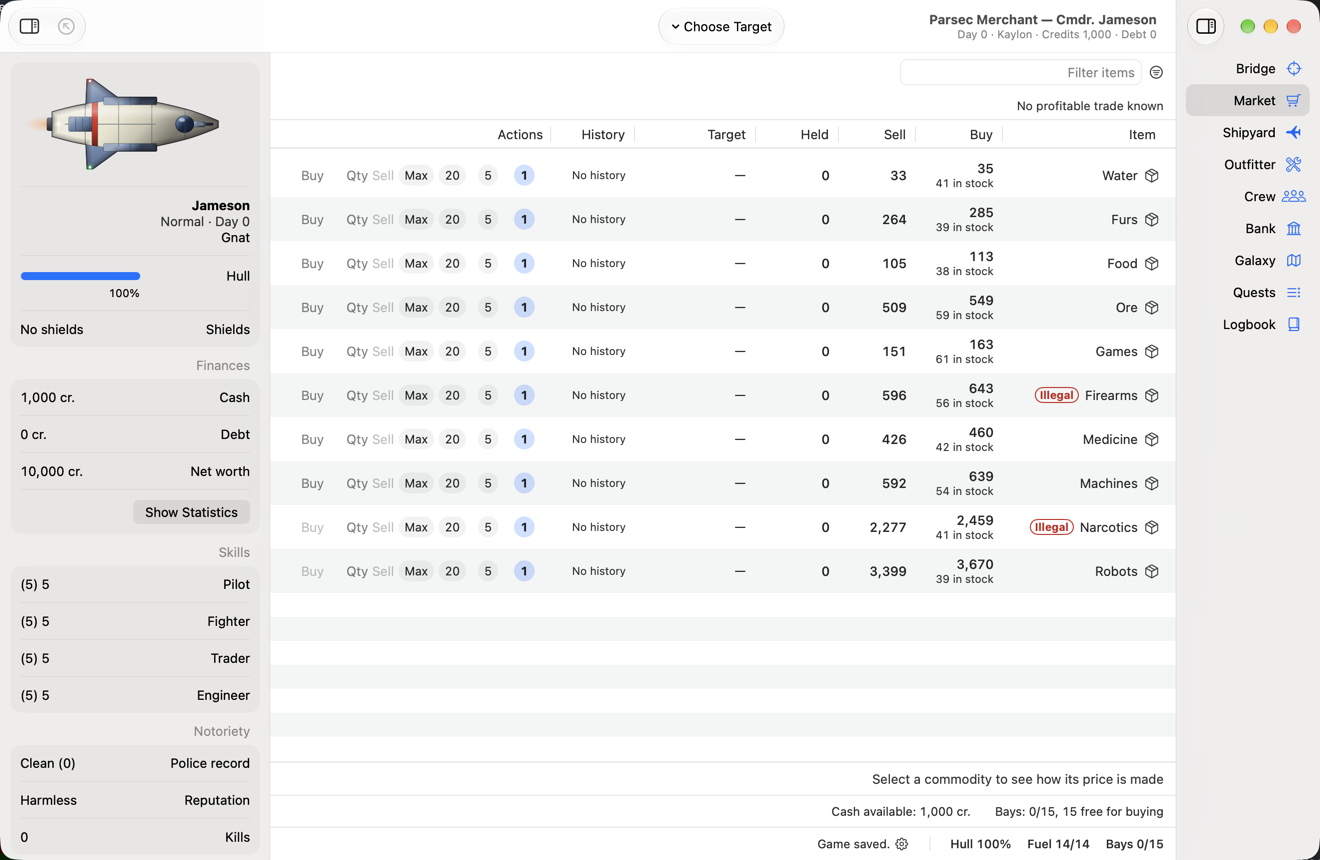 Choose Target
Parsec Merchant — Cmdr. Jameson
Day 0 · Kaylon · Credits 1,000 · Debt 0
Bridge
Market
Shipyard
Outfitter
Crew
Bank
Galaxy
Quests
Logbook
Filter items
No profitable trade known
Item Buy Sell Held Target History Actions
Water 35 33 0 — No history 1 5 20 Max Sell Qty Buy
41 in stock
Furs 285 264 0 — No history 1 5 20 Max Sell Qty Buy
39 in stock
Food 113 105 0 — No history 1 5 20 Max Sell Qty Buy
38 in stock
Ore 549 509 0 — No history 1 5 20 Max Sell Qty Buy
59 in stock
Games 163 151 0 — No history 1 5 20 Max Sell Qty Buy
61 in stock
Firearms Illegal 643 596 0 — No history 1 5 20 Max Sell Qty Buy
56 in stock
Medicine 460 426 0 — No history 1 5 20 Max Sell Qty Buy
42 in stock
Machines 639 592 0 — No history 1 5 20 Max Sell Qty Buy
54 in stock
Narcotics Illegal 2,459 2,277 0 — No history 1 5 20 Max Sell Qty Buy
41 in stock
Robots 3,670 3,399 0 — No history 1 5 20 Max Sell Qty Buy
39 in stock
Select a commodity to see how its price is made
Cash available: 1,000 cr. Bays: 0/15, 15 free for buying
Game saved. Hull 100% Fuel 14/14 Bays 0/15
Jameson
Normal · Day 0
Gnat
Hull
100%
Shields No shields
Finances
Cash 1,000 cr.
Debt 0 cr.
Net worth 10,000 cr.
Show Statistics
Skills
Pilot (5) 5
Fighter (5) 5
Trader (5) 5
Engineer (5) 5
Notoriety
Police record Clean (0)
Reputation Harmless
Kills 0